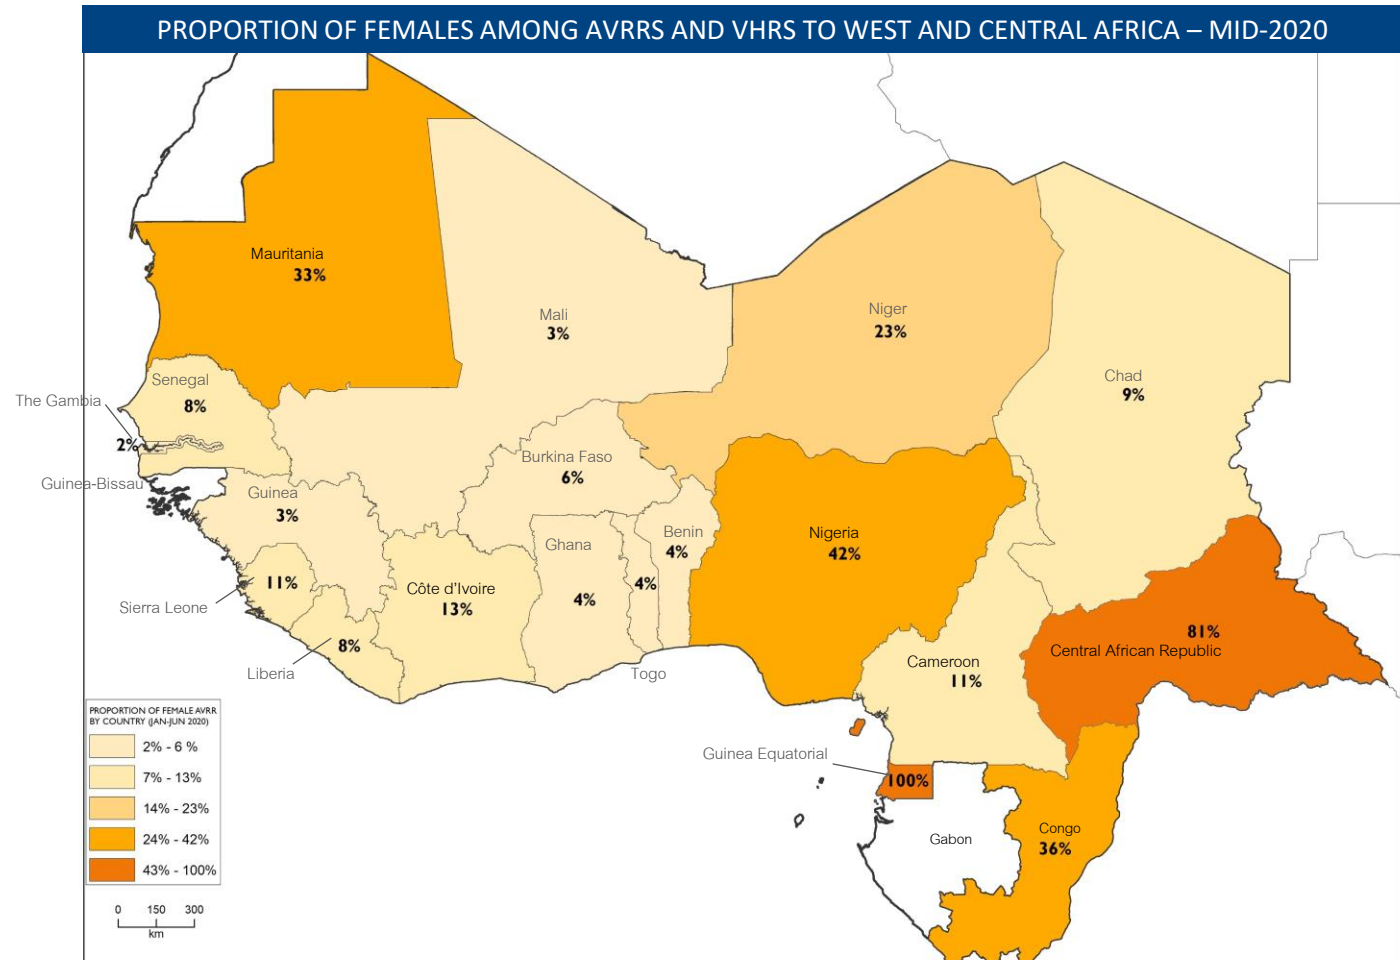 PROPORTION OF FEMALES AMONG AVRRS AND VHRS TO WEST AND CENTRAL AFRICA – MID-2020
Mauritania
33%
Mali
3%
Niger
23%
Chad
9%
Senegal
8%
The Gambia
2%
Guinea-Bissau
Guinea
3%
Burkina Faso
6%
Benin
4%
Ghana
4%
4%
Togo
Nigeria
42%
Côte d'Ivoire
13%
11%
Sierra Leone
8%
Liberia
Cameroon
11%
81%
Central African Republic
Guinea Equatorial
100%
Gabon
Congo
36%
PROPORTION OF FEMALE AVRR
BY COUNTRY (JAN-JUN 2020)
2% - 6 %
7% - 13%
14% - 23%
24% - 42%
43% - 100%
0 150 300
km